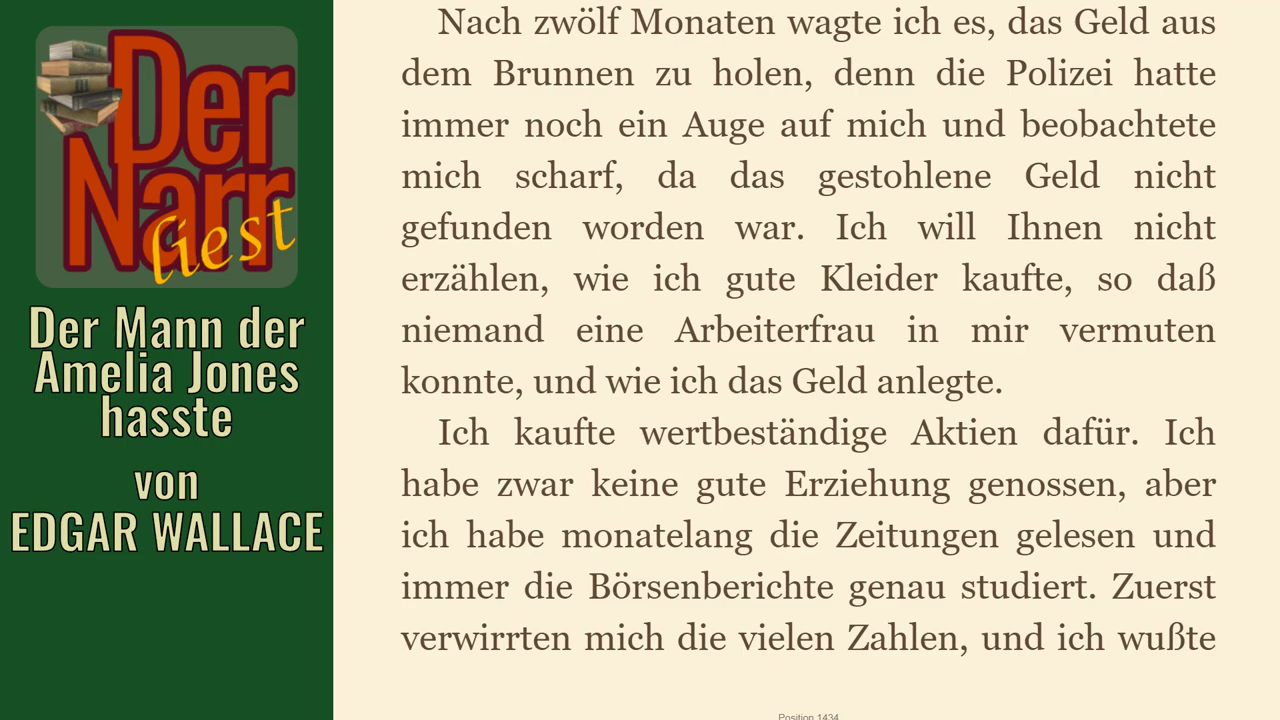 Der
Narr
liest
Der Mann der
Amelia Jones
hasste
von
EDGAR WALLACE
Nach zwölf Monaten wagte ich es, das Geld aus
dem Brunnen zu holen, denn die Polizei hatte
immer noch ein Auge auf mich und beobachtete
mich scharf, da das gestohlene Geld nicht
gefunden worden war. Ich will Ihnen nicht
erzählen, wie ich gute Kleider kaufte, so daß
niemand eine Arbeiterfrau in mir vermuten
konnte, und wie ich das Geld anlegte.
Ich kaufte wertbeständige Aktien dafür. Ich
habe zwar keine gute Erziehung genossen, aber
ich habe monatelang die Zeitungen gelesen und
immer die Börsenberichte genau studiert. Zuerst
verwirrten mich die vielen Zahlen, und ich wußte
Position 1434